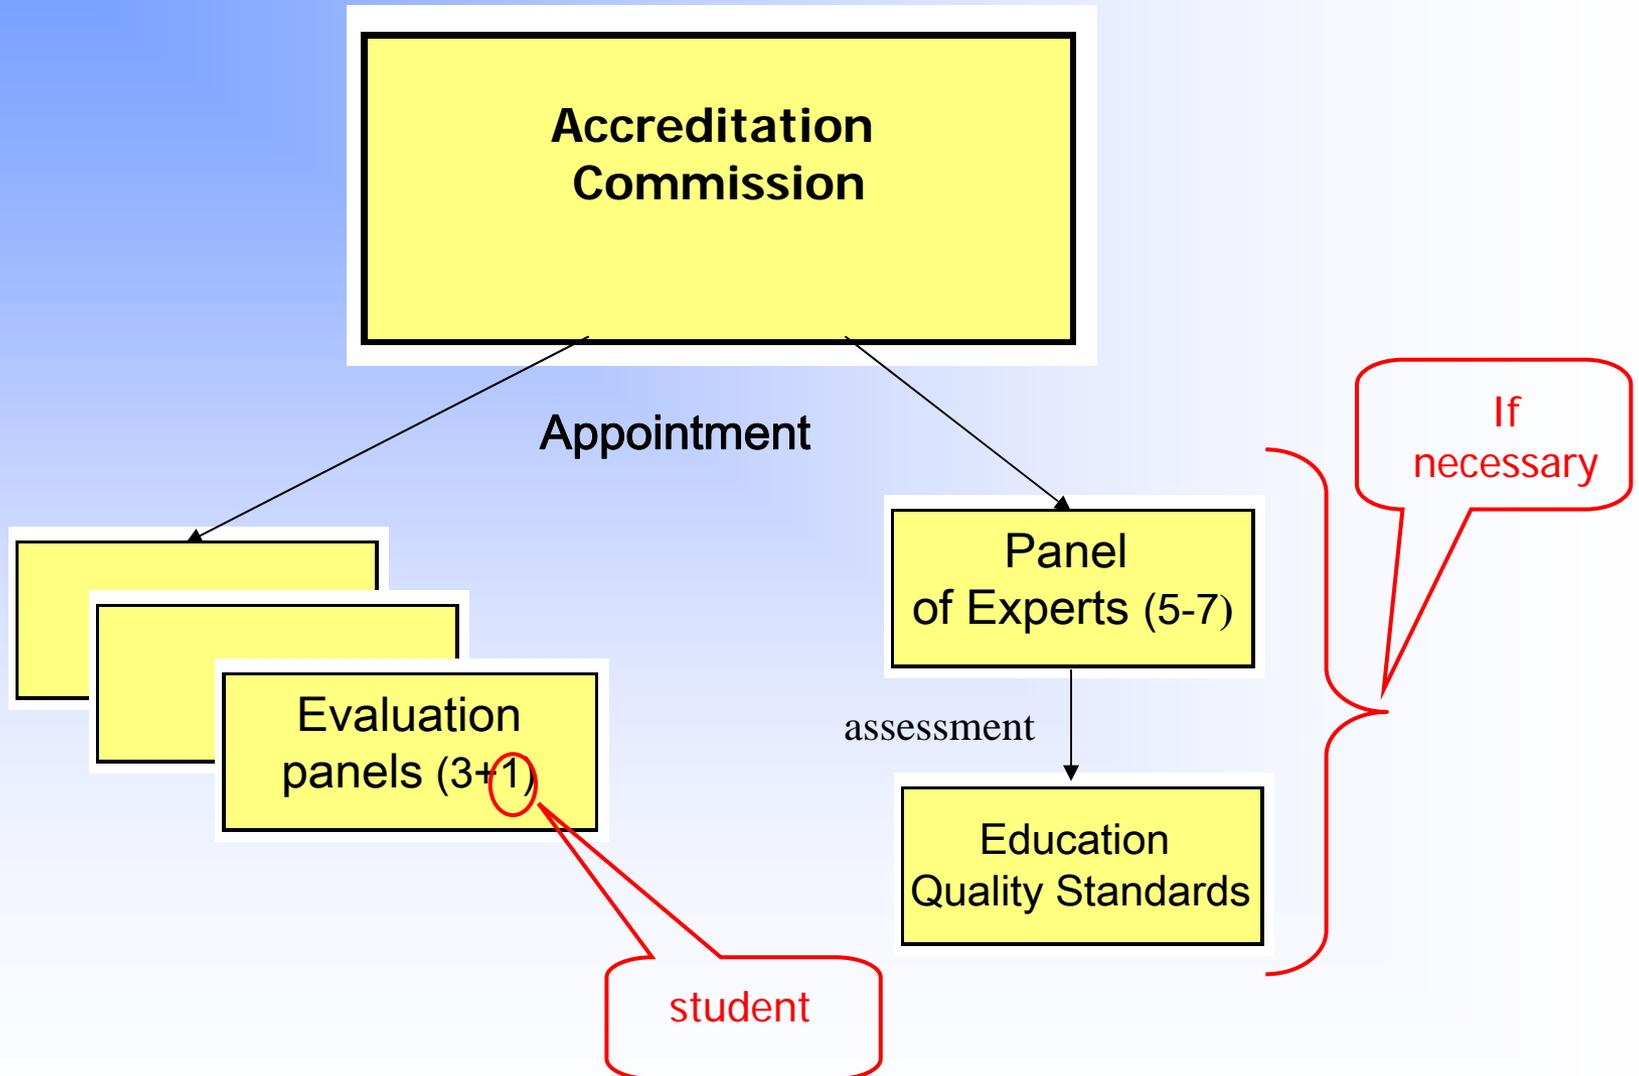 Accreditation
Commission
Appointment
If
necessary
Panel
of Experts (5-7)
Evaluation
panels (3+1)
assessment
Education
Quality Standards
student